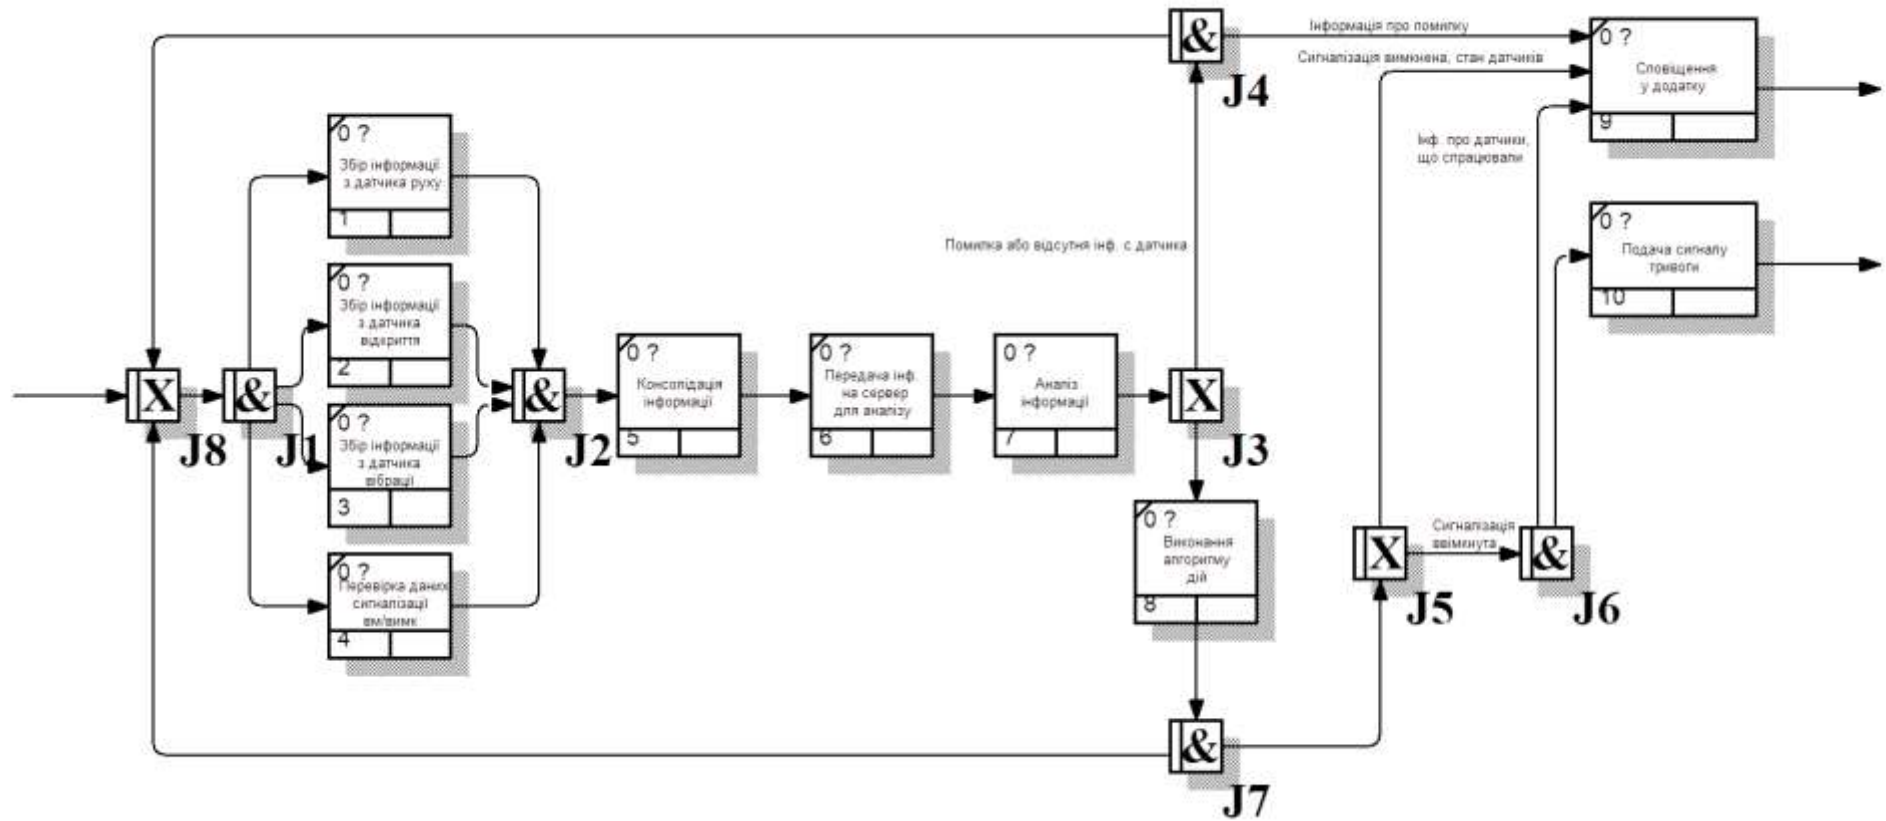 &
J4
Інформація про помилку
Сигналізація вимкнена, стан датчиків
0 ?
Сповіщення
у додатку
9
0 ?
Збір інформації
з датчика руху
1
Інф. про датчики,
що спрацювали
0 ?
Подача сигналу
тривоги
10
Помилка або відсутня інф. с датчика
0 ?
Збір інформації
з датчика
відкриття
2
X
J8
&
J1
0 ?
Збір інформації
з датчика
вібрації
3
0 ?
Перевірка даних
сигналізації
вм/вимк
4
&
J2
0 ?
Консолідація
інформації
5
0 ?
Передача інф.
на сервер
для аналізу
6
0 ?
Аналіз
інформації
7
X
J3
0 ?
Виконання
алгоритму
дій
8
X
J5
Сигналізація
ввімкнута
&
J6
&
J7